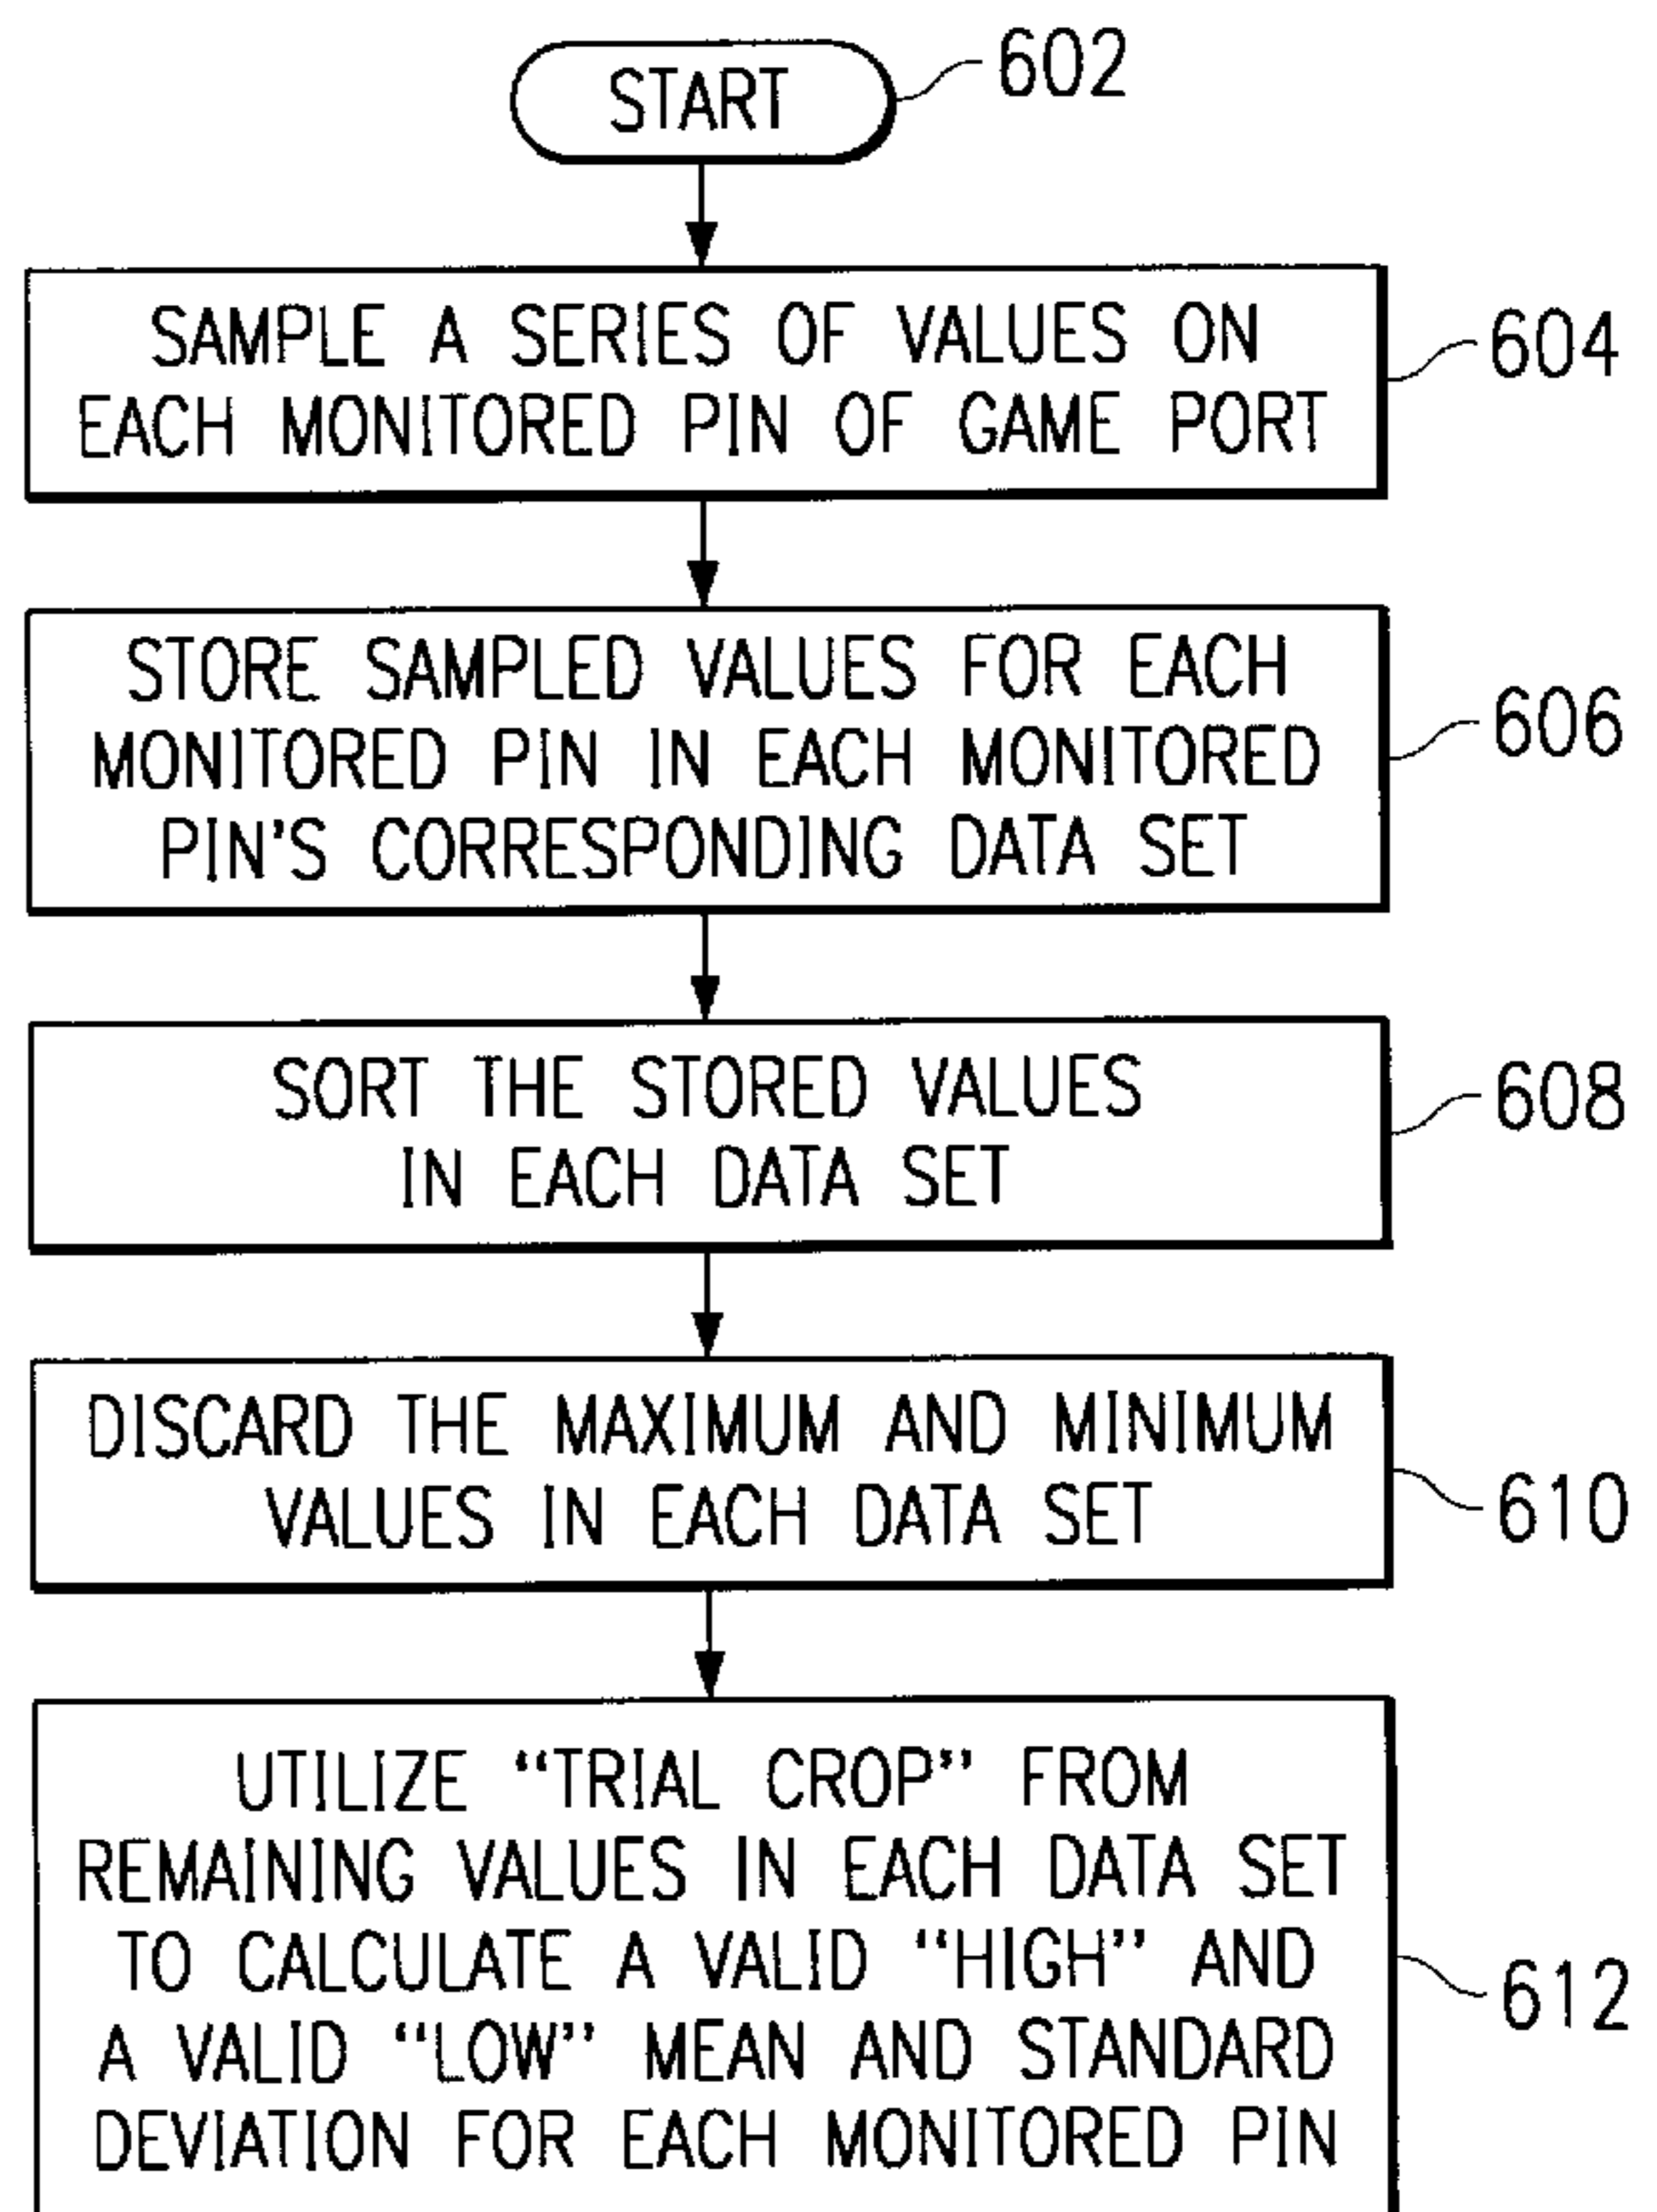 START
602
SAMPLE A SERIES OF VALUES ON
EACH MONITORED PIN OF GAME PORT
604
STORE SAMPLED VALUES FOR EACH
MONITORED PIN IN EACH MONITORED
PIN'S CORRESPONDING DATA SET
606
SORT THE STORED VALUES
IN EACH DATA SET
608
DISCARD THE MAXIMUM AND MINIMUM
VALUES IN EACH DATA SET
610
UTILIZE “TRIAL CROP” FROM
REMAINING VALUES IN EACH DATA SET
TO CALCULATE A VALID “HIGH” AND
A VALID “LOW” MEAN AND STANDARD
DEVIATION FOR EACH MONITORED PIN
612